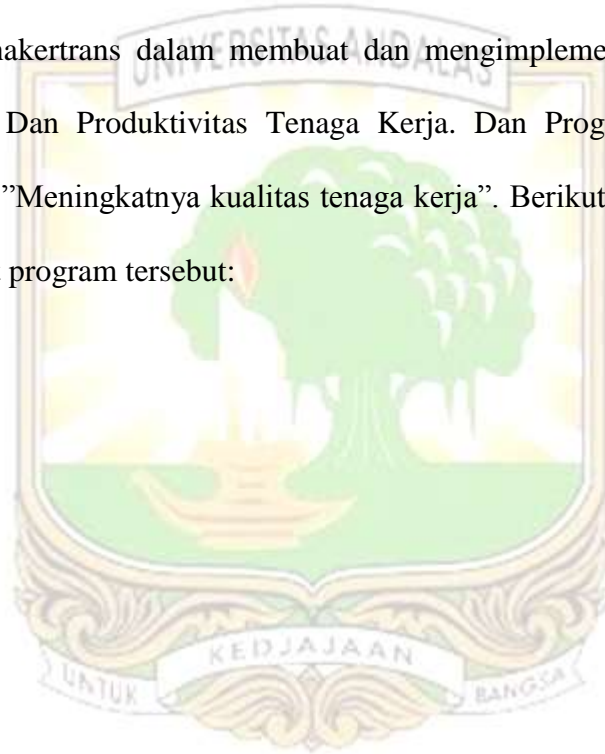 UNIVERSITAS ANDALAS
nakertrans dalam membuat dan mengimpleme
Dan Produktivitas Tenaga Kerja. Dan Prog
”Meningkatnya kualitas tenaga kerja”. Berikut
program tersebut:
KEDJAJAAN
UNTUK BANGSA